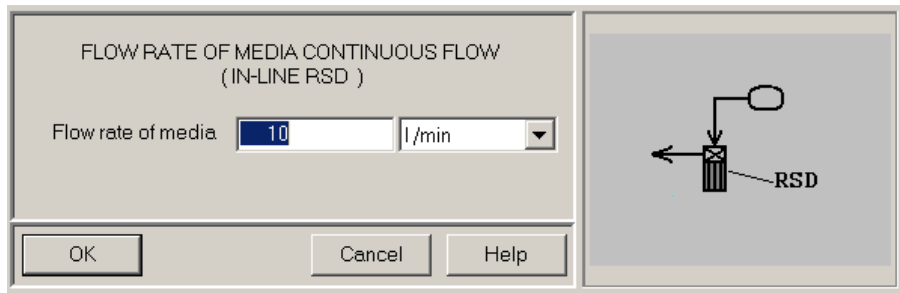 FLOW RATE OF MEDIA CONTINUOUS FLOW
( IN-LINE RSD )
Flow rate of media 10 l /min
RSD
OK Cancel Help